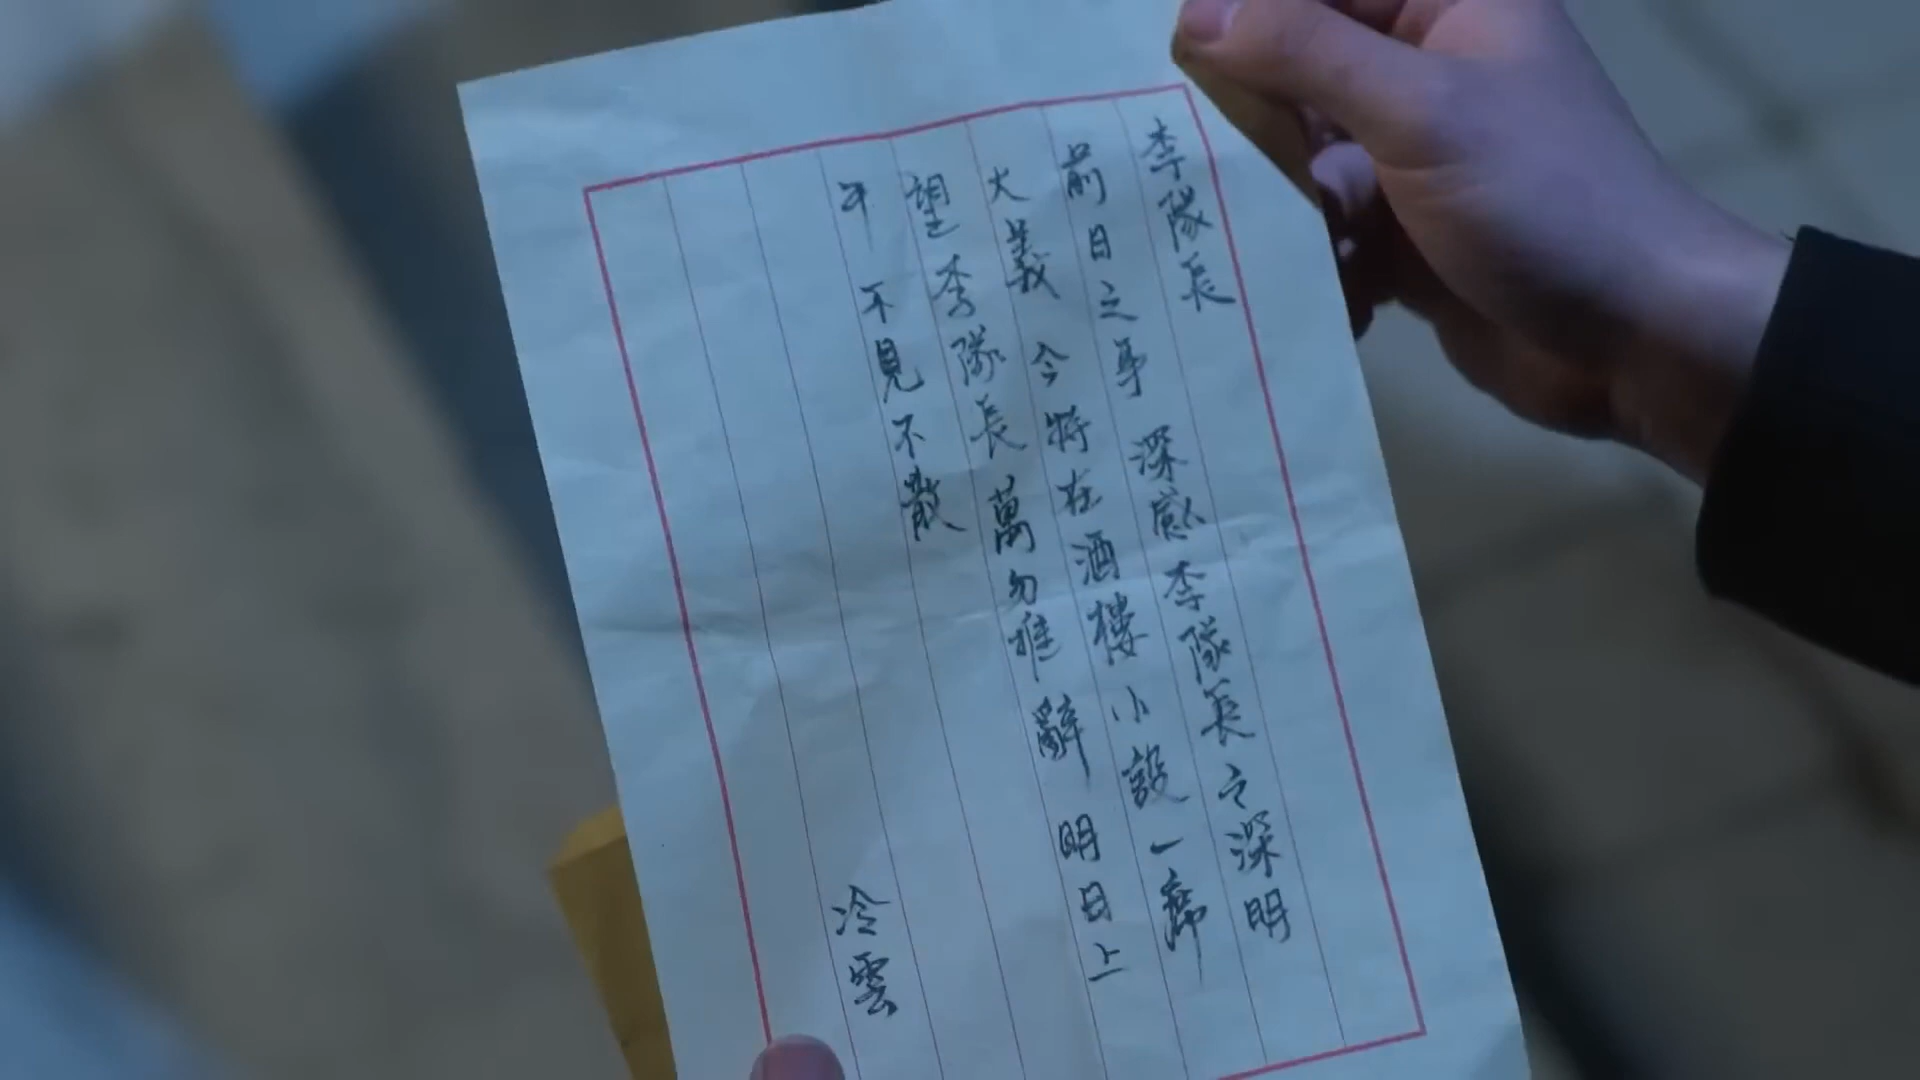 李隊長
前日之事 深感李隊長之深明
大義 今特在酒樓小設一席
望李隊長萬勿推辭 明日上
午 不見不散
冷雲